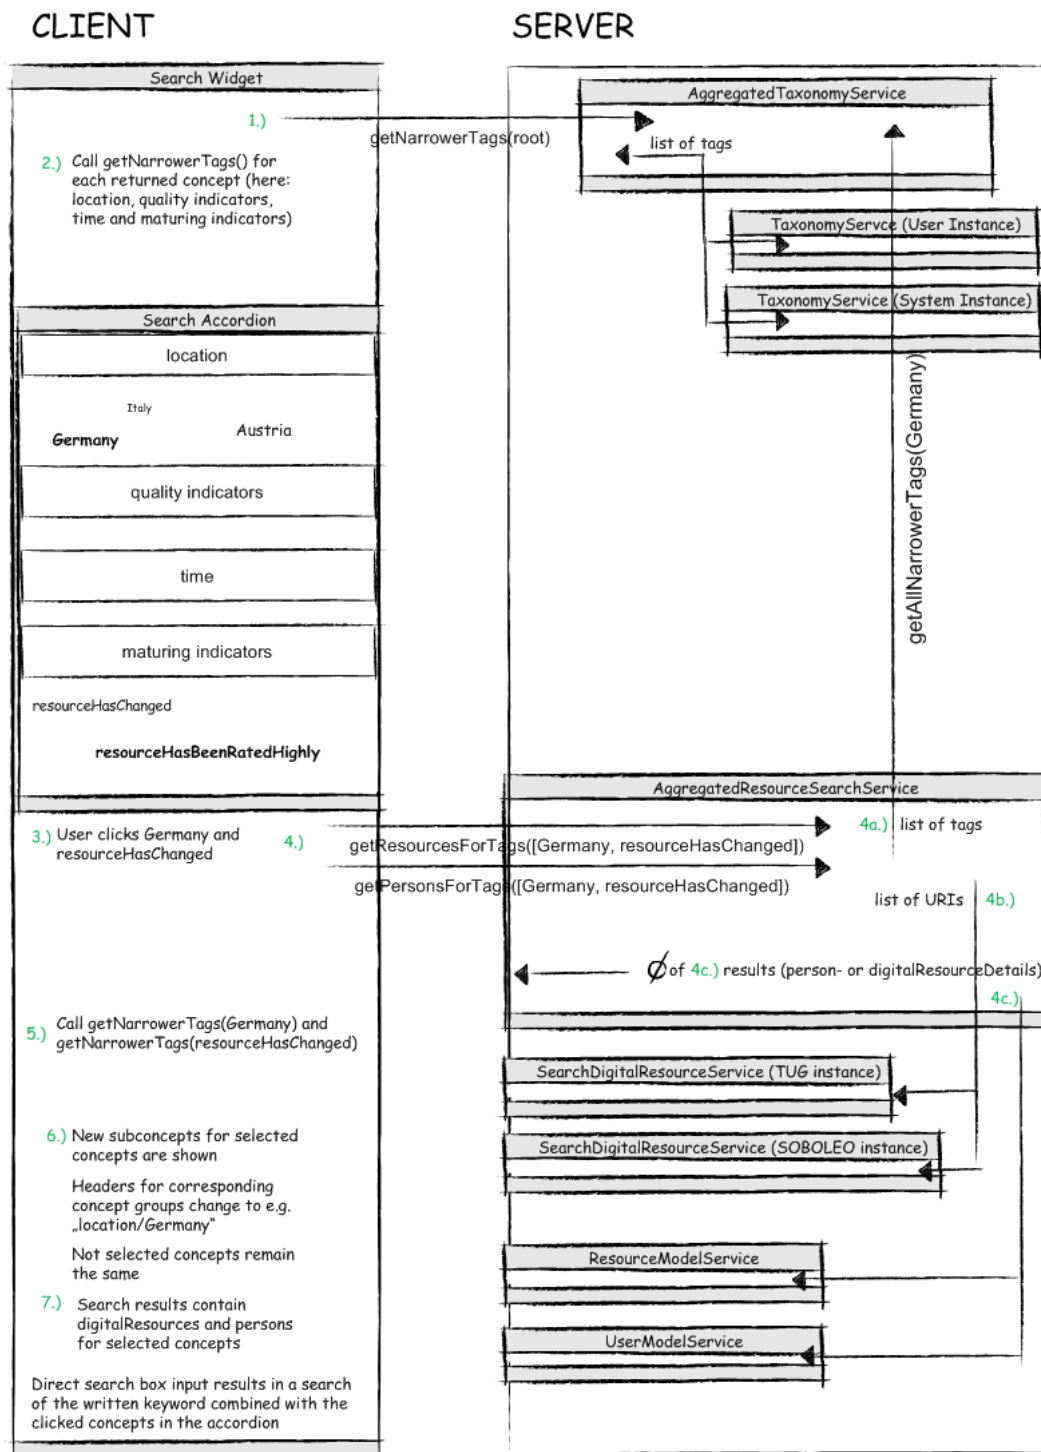 CLIENT
SERVER
Search Widget
AggregatedTaxonomyService
1.)
getNarrowerTags(root)
list of tags
2.) Call getNarrowerTags() for
each returned concept (here:
location, quality indicators,
time and maturing indicators)
TaxonomyServce (User Instance)
TaxonomyService (System Instance)
Search Accordion
location
Italy
Germany
Austria
quality indicators
time
maturing indicators
resourceHasChanged
resourceHasBeenRatedHighly
getAllNarrowerTags(Germany)
AggregatedResourceSearchService
3.) User clicks Germany and
resourceHasChanged
4.)
getResourcesForTags([Germany, resourceHasChanged])
getPersonsForTags([Germany, resourceHasChanged])
4a.) list of tags
list of URIs 4b.)
Ø of 4c.) results (person- or digitalResourceDetails)
4c.)
5.) Call getNarrowerTags(Germany) and
getNarrowerTags(resourceHasChanged)
SearchDigitalResourceService (TUG instance)
SearchDigitalResourceService (SOBOLEO instance)
6.) New subconcepts for selected
concepts are shown
Headers for corresponding
concept groups change to e.g.
„location/Germany“
Not selected concepts remain
the same
ResourceModelService
7.) Search results contain
digitalResources and persons
for selected concepts
UserModelService
Direct search box input results in a search
of the written keyword combined with the
clicked concepts in the accordion